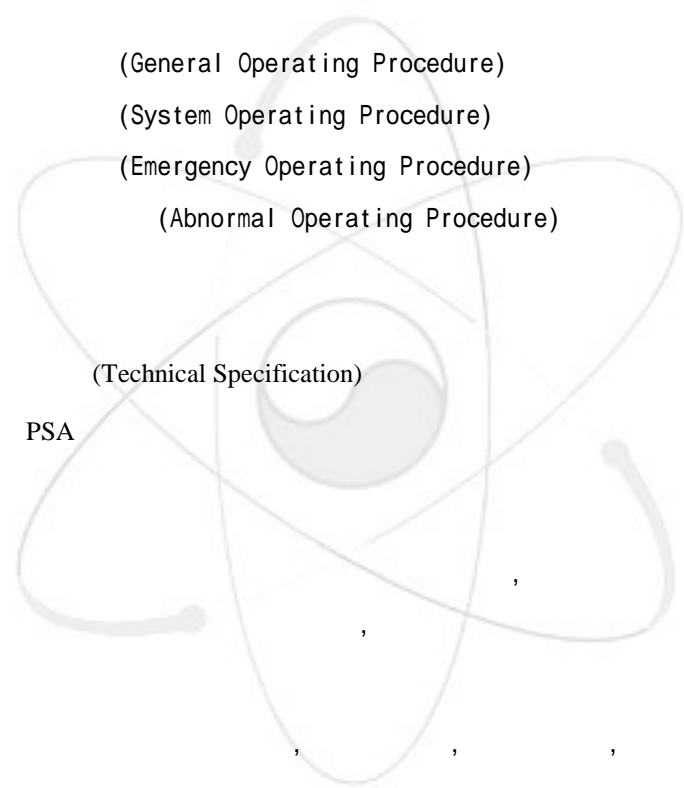 (General Operating Procedure)
(System Operating Procedure)
(Emergency Operating Procedure)
(Abnormal Operating Procedure)
(Technical Specification)
PSA
,
,
, , ,